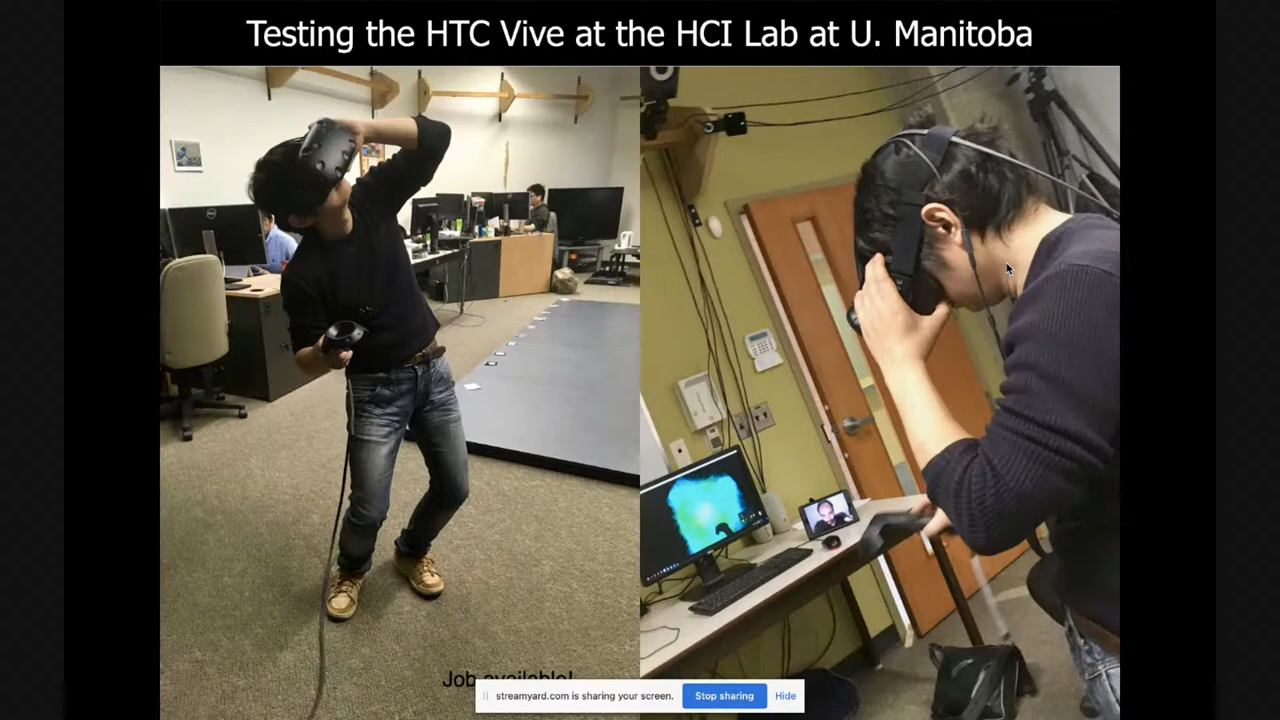 Testing the HTC Vive at the HCI Lab at U. Manitoba
Job available!
streamyard.com is sharing your screen.
Stop sharing
Hide